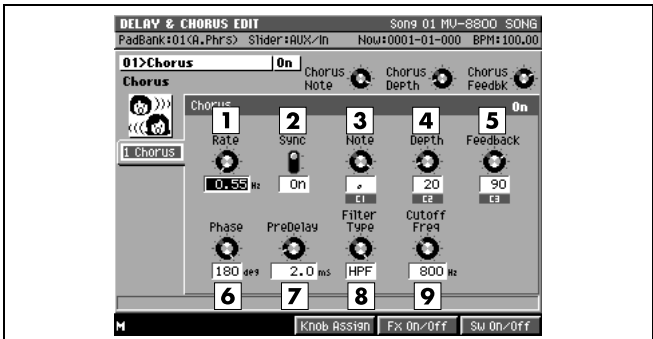 DELAY & CHORUS EDIT Song 01 MV-8800 SONG
PadBank:01(A.Phrs) Slider:AUX/In Now:0001-01-000 BPM:100.00
01>Chorus On
Chorus Note Chorus Depth Chorus Feedbk
Chorus
Chorus On
1 2 3 4 5
1 Chorus
Rate Sync Note Depth Feedback
0.55 Hz On 20 90
C1 C2 C3
Phase PreDelay Filter Type Cutoff Freq
180 deg 2.0 mS HPF 800 Hz
6 7 8 9
M Knob Assign Fx On/Off Sw On/Off